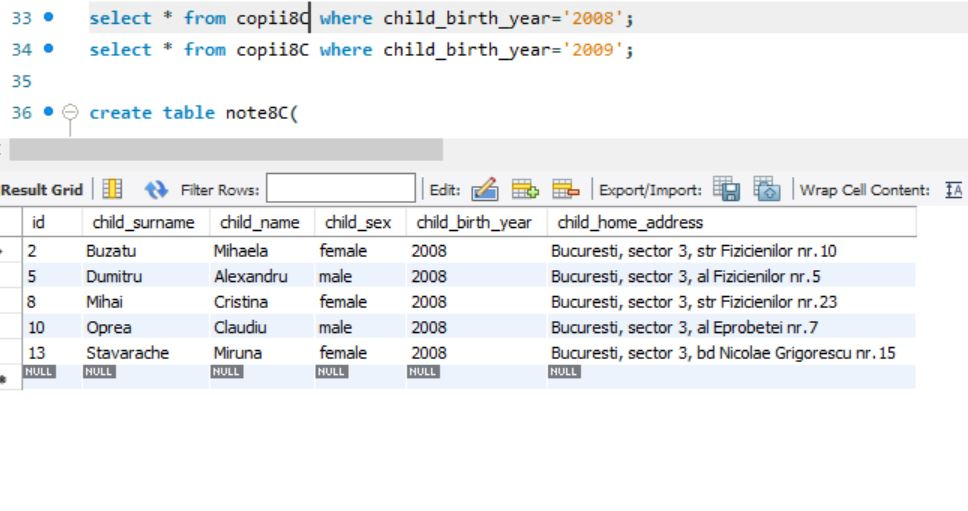 33 select * from copii8C where child_birth_year='2008';
34 select * from copii8C where child_birth_year='2009';
35
36 create table note8C(
Result Grid Filter Rows: Edit: Export/Import: Wrap Cell Content:
id child_surname child_name child_sex child_birth_year child_home_address
2 Buzatu Mihaela female 2008 Bucuresti, sector 3, str Fizicienilor nr.10
5 Dumitru Alexandru male 2008 Bucuresti, sector 3, al Fizicienilor nr.5
8 Mihai Cristina female 2008 Bucuresti, sector 3, str Fizicienilor nr.23
10 Oprea Claudiu male 2008 Bucuresti, sector 3, al Eprobetei nr.7
13 Stavarache Miruna female 2008 Bucuresti, sector 3, bd Nicolae Grigorescu nr.15
NULL NULL NULL NULL NULL NULL